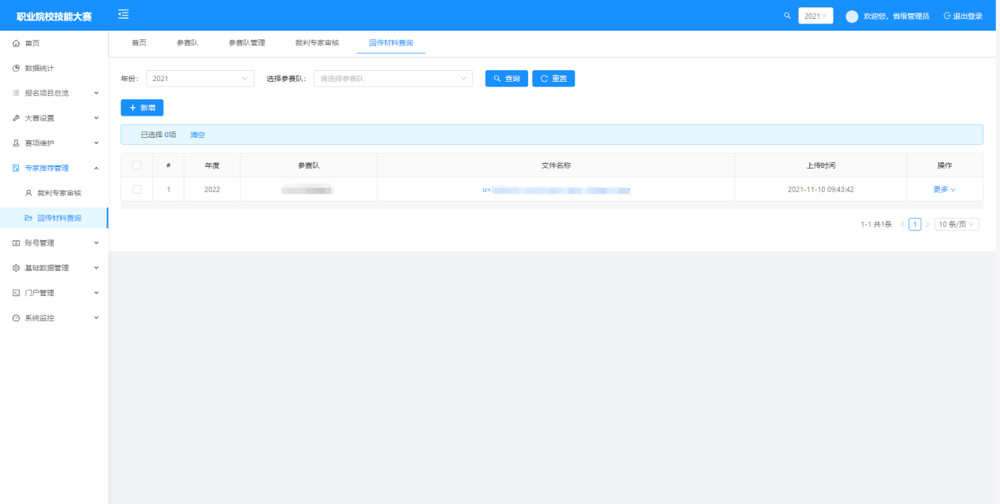 职业院校技能大赛
2021
欢迎您，省级管理员
退出登录
首页
数据统计
报名项目总览
大赛设置
赛项维护
专家推荐管理
裁判专家审核
回传材料查询
账号管理
基础数据管理
门户管理
系统监控
首页 参赛队 参赛队管理 裁判专家审核 回传材料查询
年份： 2021 选择参赛队： 请选择参赛队 查询 重置
+ 新增
已选择 0项 清空
# 年度 参赛队 文件名称 上传时间 操作
1 2022 u= 2021-11-10 09:43:42 更多
1-1 共1条 < 1 > 10 条/页